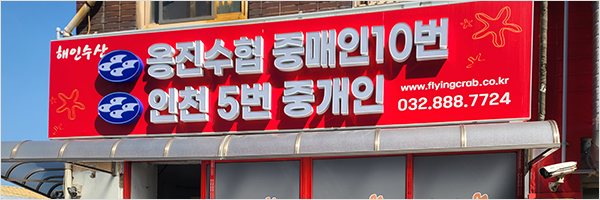 해인수산
옹진수협 중매인10번
인천 5번 중개인
www.flyingcrab.co.kr
032.888.7724